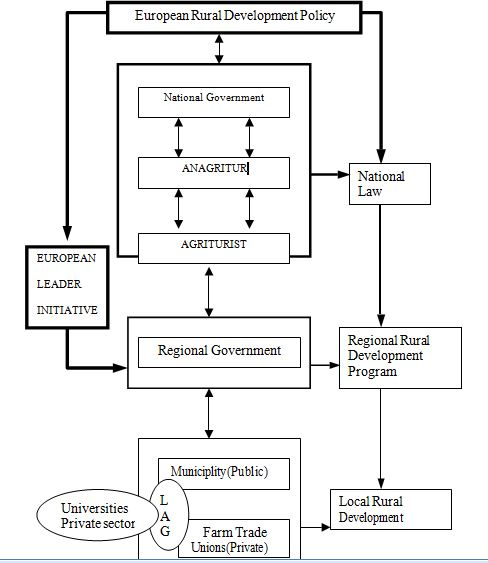 European Rural Development Policy
National Government
ANAGRITUR
National
Law
AGRITURIST
EUROPEAN
LEADER
INITIATIVE
Regional Government
Regional Rural
Development
Program
Municiplity(Public)
L
A
G
Universities
Private sector
Farm Trade
Unions(Private)
Local Rural
Development